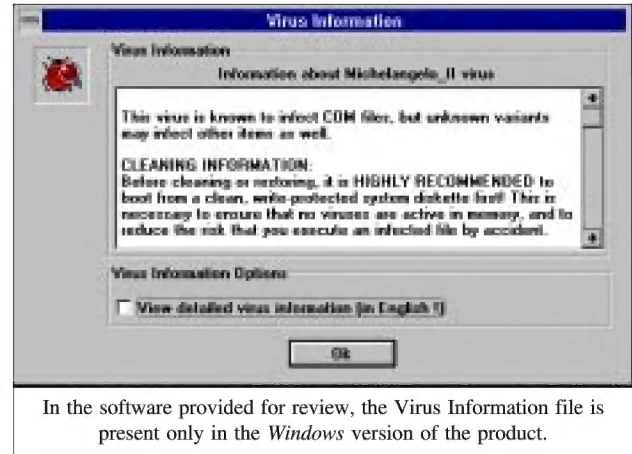 Virus Information
Virus Information
Information about Michelangelo_II virus
This virus is known to infect COM files, but unknown variants
may infect other items as well.
CLEANING INFORMATION:
Before cleaning or restoring, it is HIGHLY RECOMMENDED to
boot from a clean, write-protected system diskette first! This is
necessary to ensure that no viruses are active in memory, and to
reduce the risk that you execute an infected file by accident.
Virus Information Options
View detailed virus information (in English !)
Ok
In the software provided for review, the Virus Information file is
present only in the Windows version of the product.